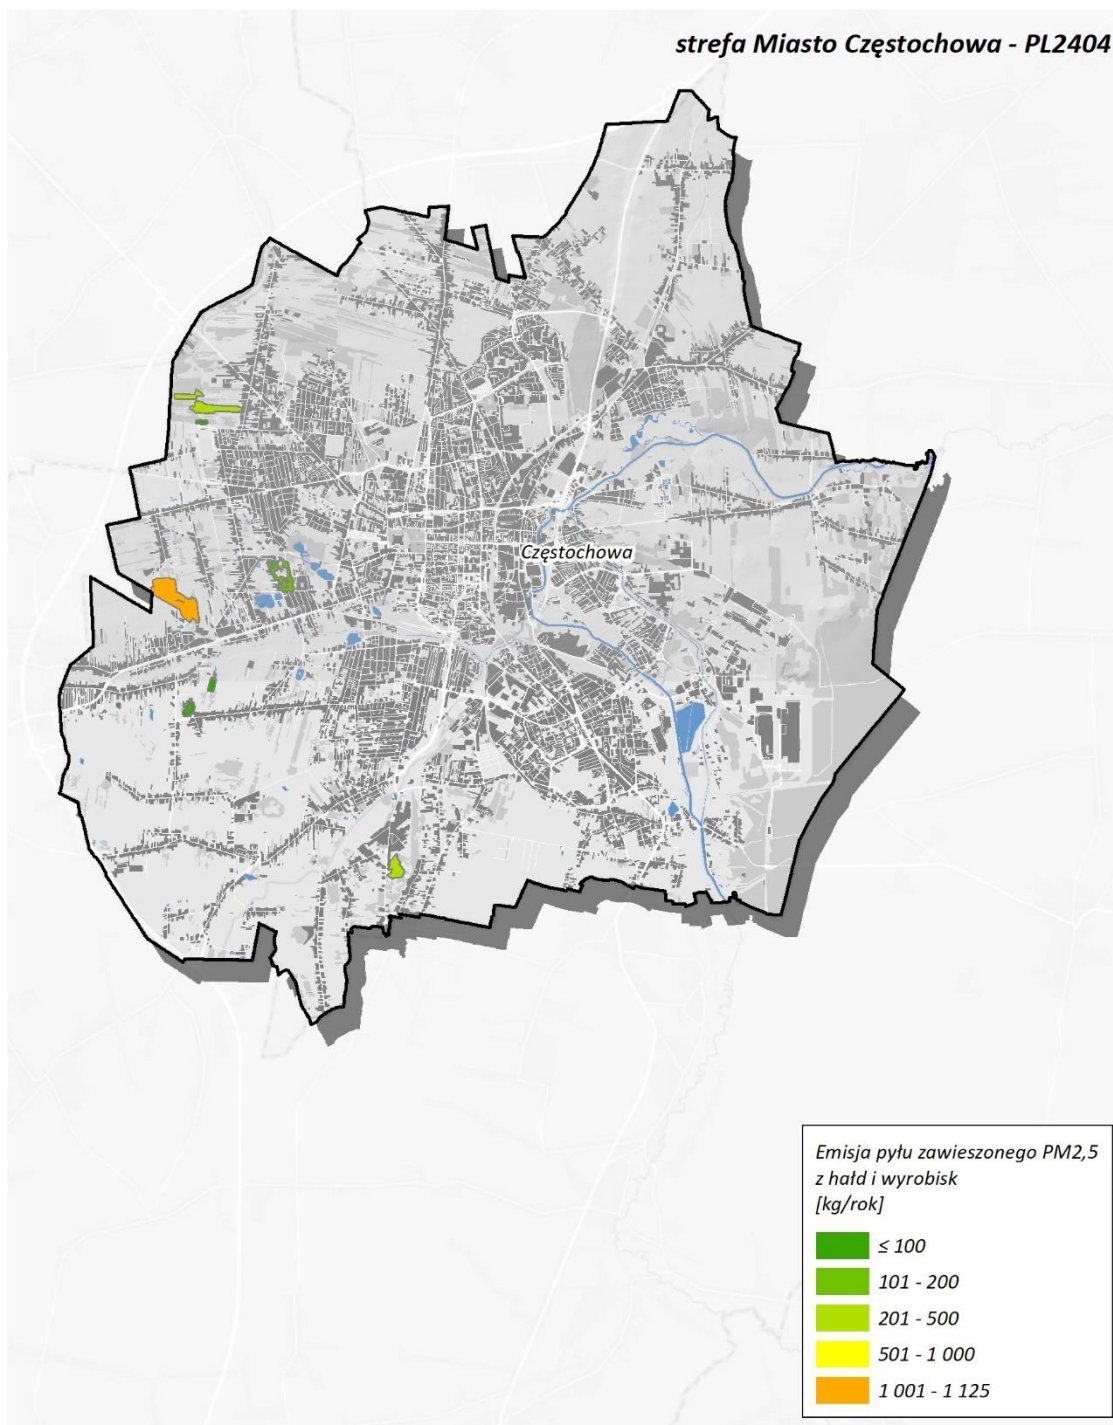 strefa Miasto Częstochowa - PL2404
Częstochowa
Emisja pyłu zawieszonego PM2,5
z hałd i wyrobisk
[kg/rok]
≤ 100
101 - 200
201 - 500
501 - 1 000
1 001 - 1 125